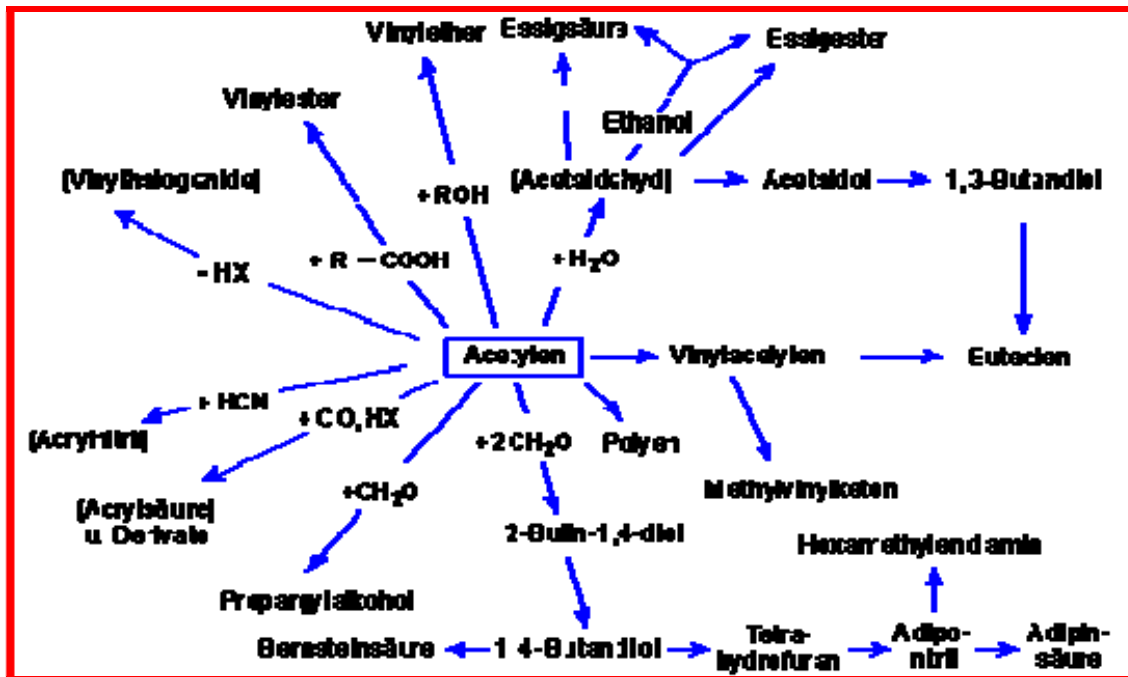 Vinylether
Essigsäure
Essigester
Vinylester
Ethanol
[Vinylhalogenide]
+ROH
[Acetaldehyd]
Acetaldol
1,3-Butandiol
- HX
+ R — COOH
+H₂O
Acetylen
Vinylacetylen
Butadien
+ HCN
[Acrylnitril]
+CO,HX
+2CH₂O
Polyen
[Acrylsäure]
u. Derivate
+CH₂O
Methylvinylketon
2-Butin-1,4-diol
Hexamethylendiamin
Propargylalkohol
Bernsteinsäure
1,4-Butandiol
Tetra-
hydrofuran
Adipo-
nitril
Adipin-
säure